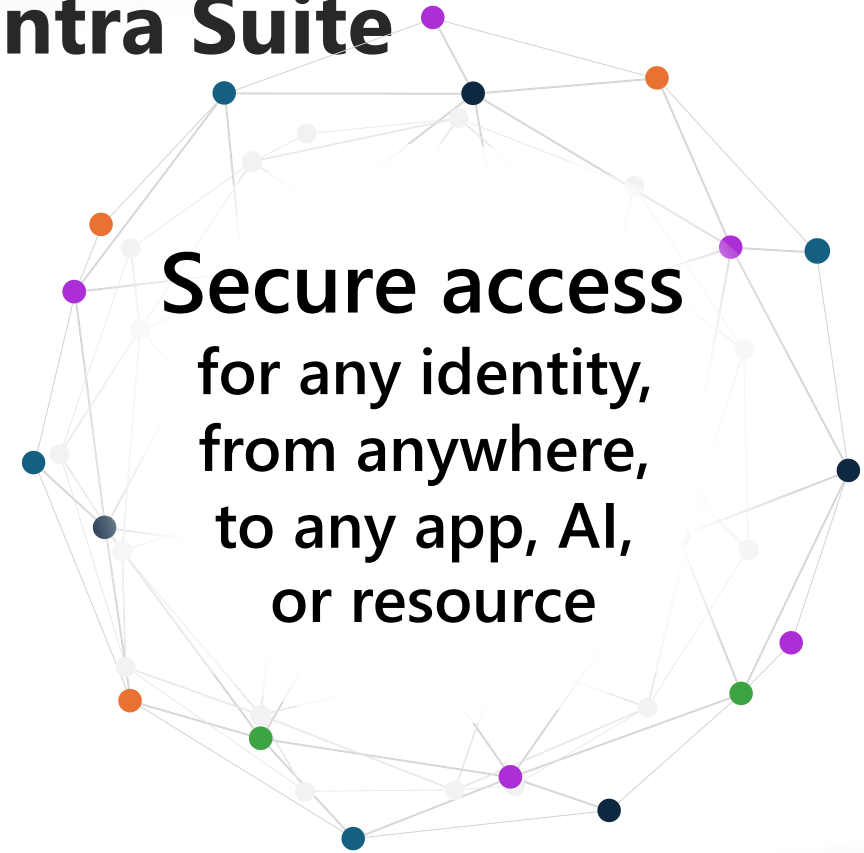 ntra Suite
Secure access
for any identity,
from anywhere,
to any app, AI,
or resource